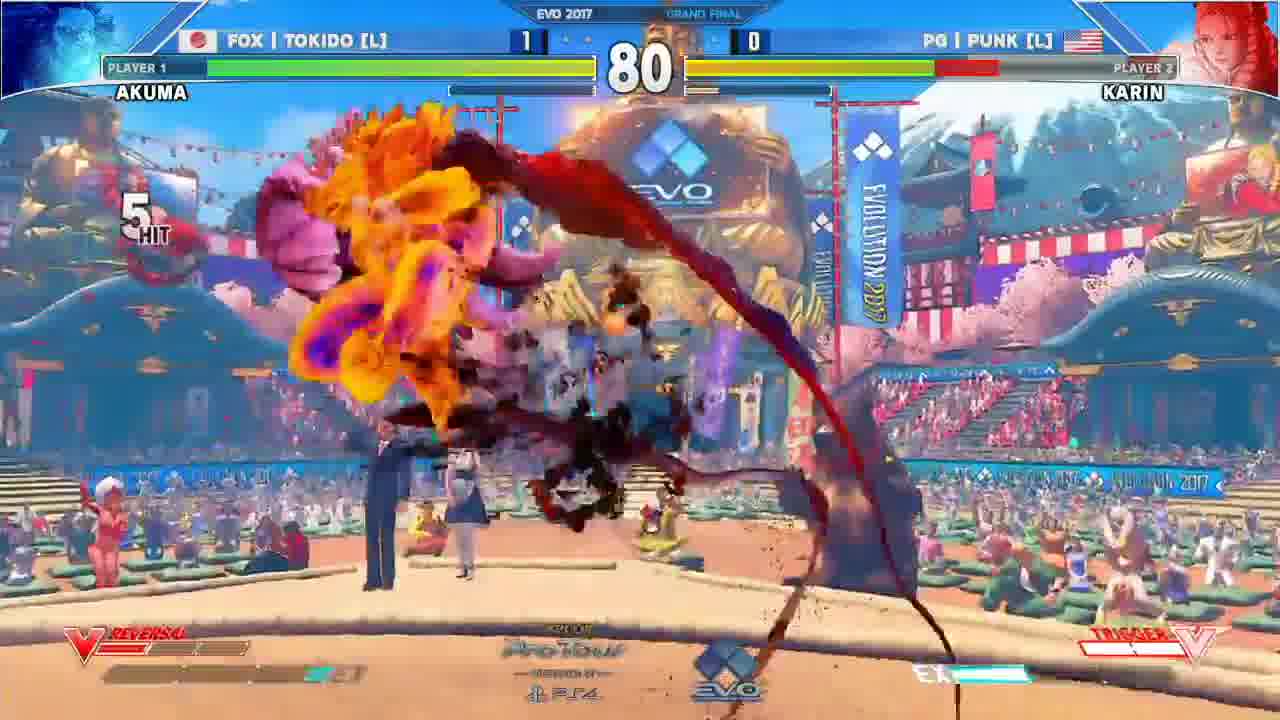 EVO 2017 GRAND FINAL
FOX | TOKIDO [L] 1 80 0 PG | PUNK [L]
PLAYER 1 PLAYER 2
AKUMA KARIN
EVO
EVOLUTION 2017
5
HIT
2017
REVERSAL TRIGGER
PRO TOUR
EX
PS4
EVO